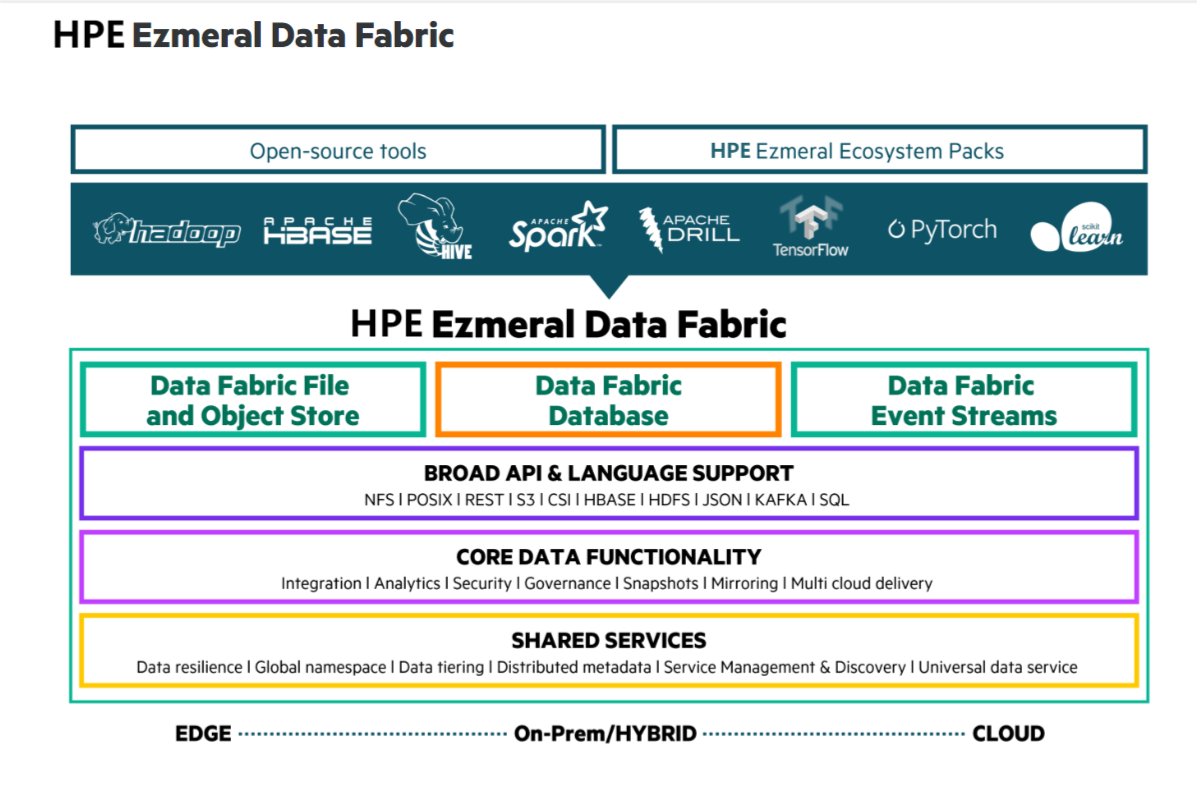 HPE Ezmeral Data Fabric
Open-source tools
HPE Ezmeral Ecosystem Packs
hadoop
APACHE
HBASE
HIVE
APACHE
Spark™
APACHE
DRILL
TF
TensorFlow
PyTorch
scikit
learn
HPE Ezmeral Data Fabric
Data Fabric File
and Object Store
Data Fabric
Database
Data Fabric
Event Streams
BROAD API & LANGUAGE SUPPORT
NFS | POSIX | REST | S3 | CSI | HBASE | HDFS | JSON | KAFKA | SQL
CORE DATA FUNCTIONALITY
Integration | Analytics | Security | Governance | Snapshots | Mirroring | Multi cloud delivery
SHARED SERVICES
Data resilience | Global namespace | Data tiering | Distributed metadata | Service Management & Discovery | Universal data service
EDGE On-Prem/HYBRID CLOUD